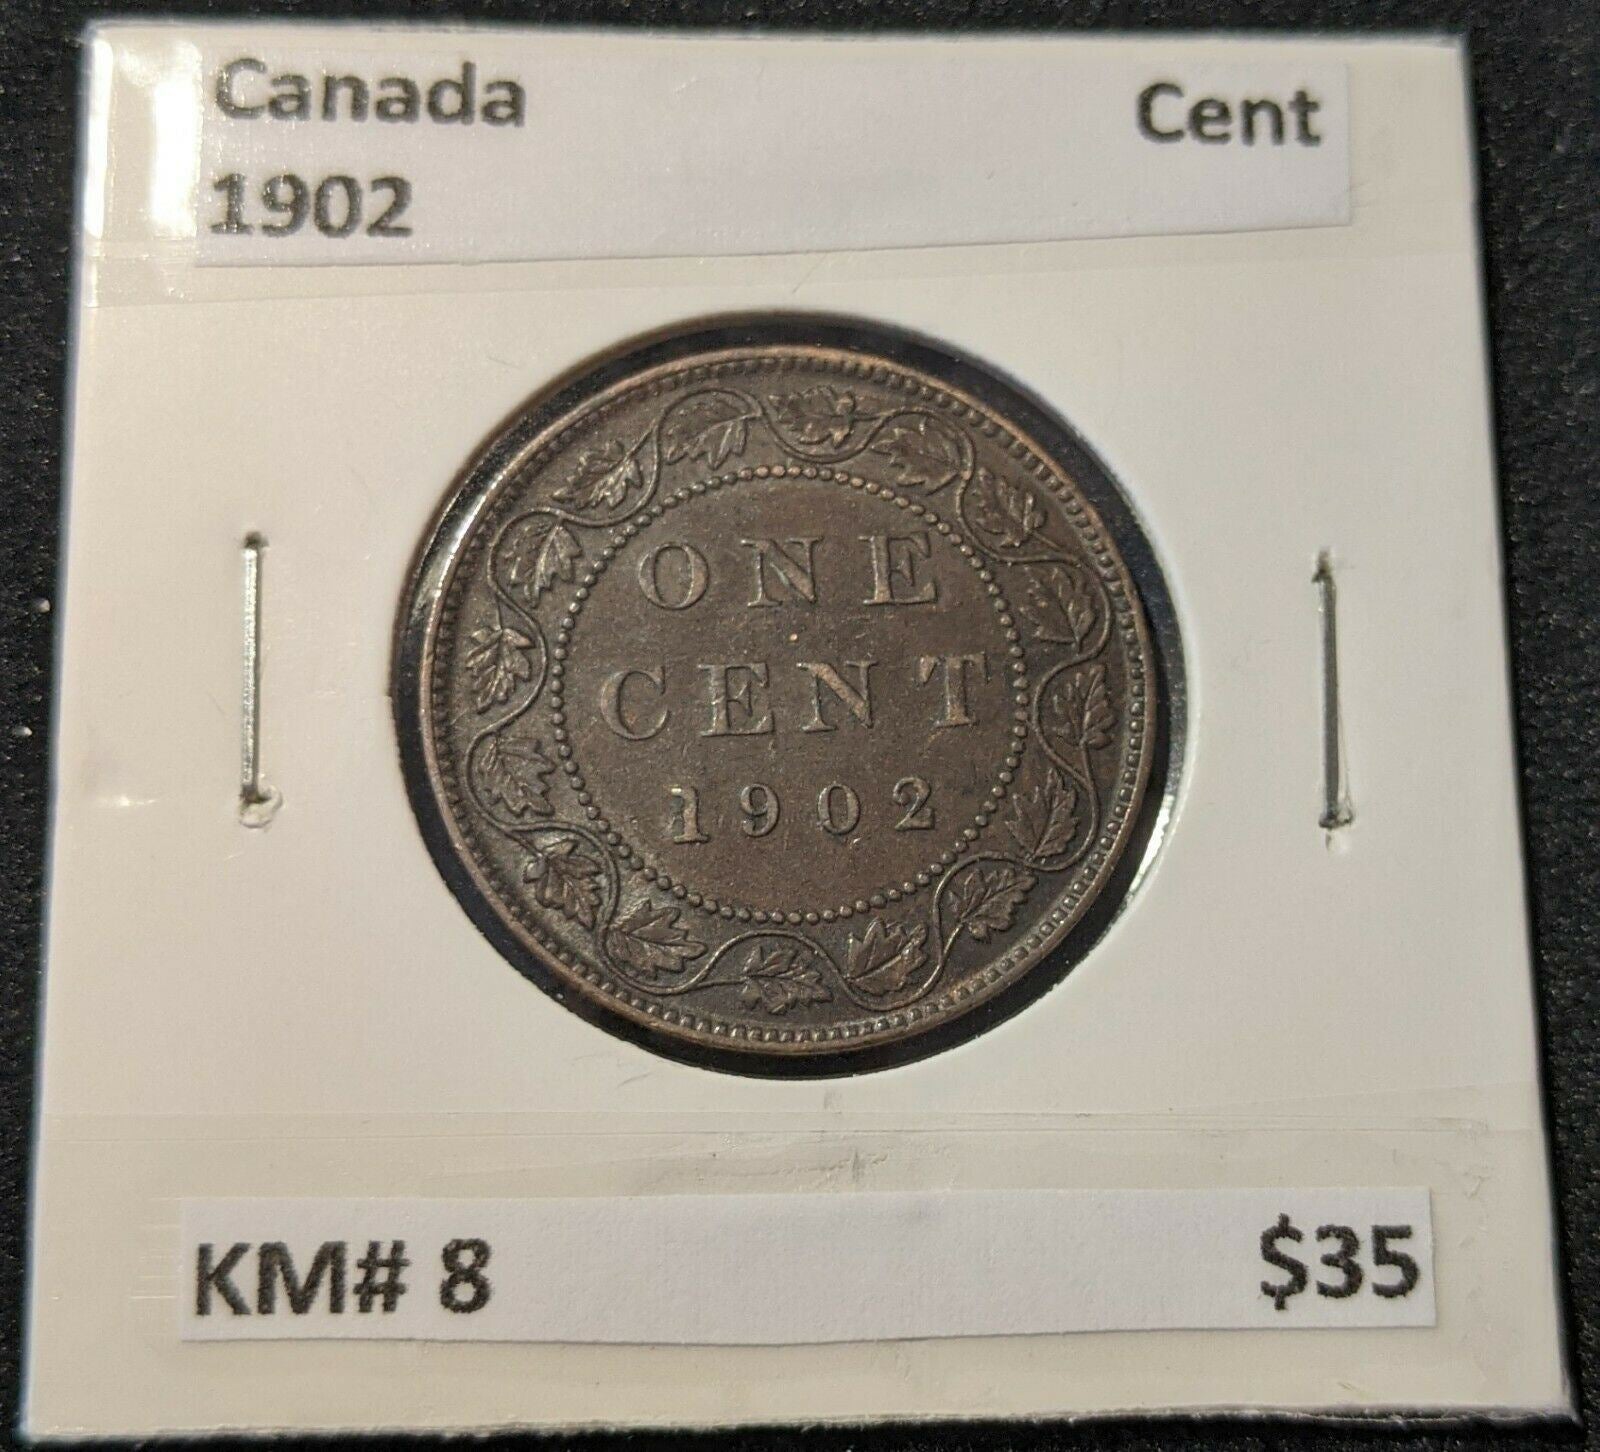 Canada Cent
1902
ONE
CENT
1902
KM# 8 $35